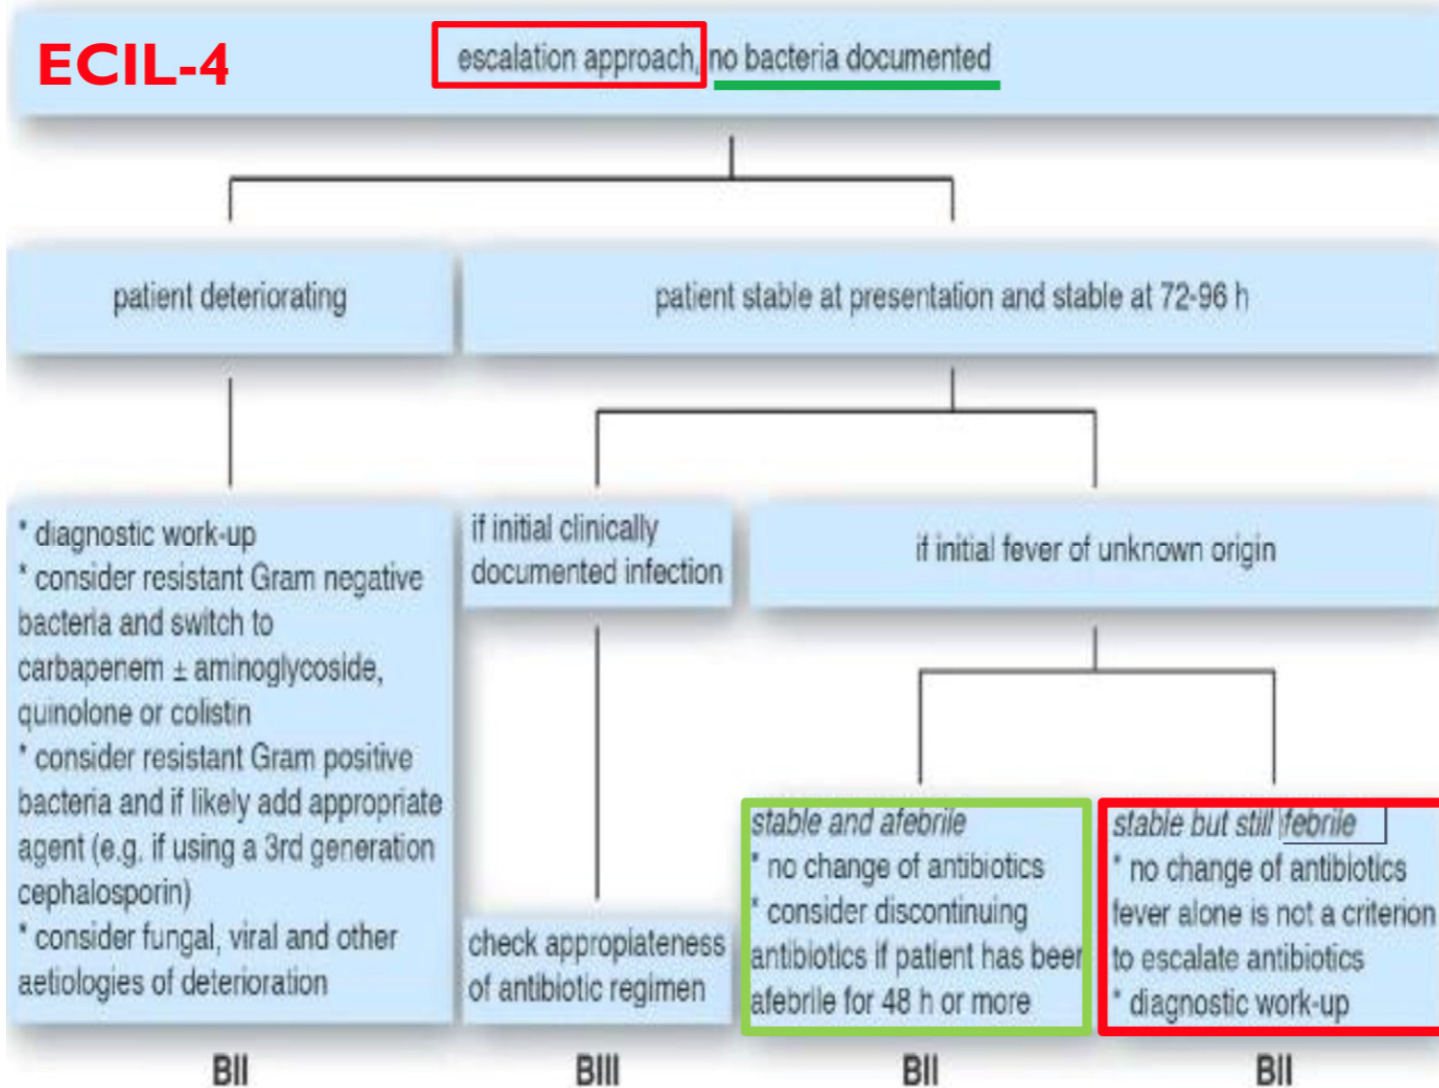 ECIL-4
escalation approach, no bacteria documented
patient deteriorating
patient stable at presentation and stable at 72-96 h
* diagnostic work-up
* consider resistant Gram negative
bacteria and switch to
carbapenem ± aminoglycoside,
quinolone or colistin
* consider resistant Gram positive
bacteria and if likely add appropriate
agent (e.g. if using a 3rd generation
cephalosporin)
* consider fungal, viral and other
aetiologies of deterioration
BII
if initial clinically
documented infection
check appropiateness
of antibiotic regimen
BIII
if initial fever of unknown origin
stable and afebrile
* no change of antibiotics
* consider discontinuing
antibiotics if patient has been
afebrile for 48 h or more
BII
stable but still febrile
* no change of antibiotics
fever alone is not a criterion
to escalate antibiotics
* diagnostic work-up
BII